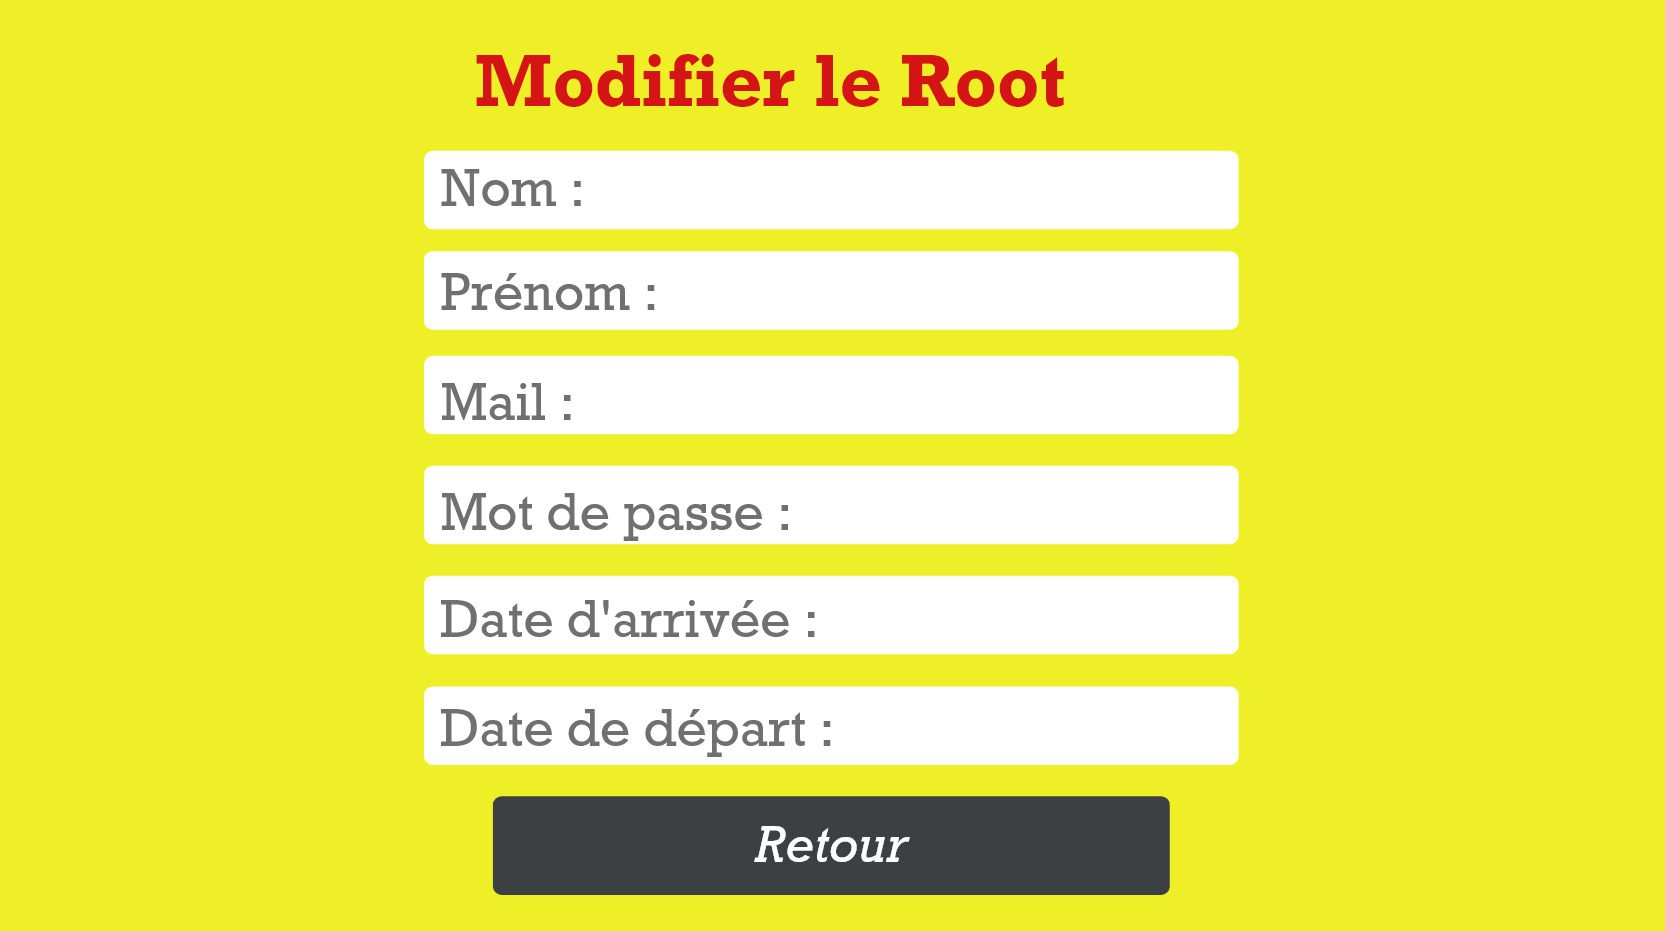 Modifier le Root
Nom :
Prénom :
Mail :
Mot de passe :
Date d'arrivée :
Date de départ :
Retour